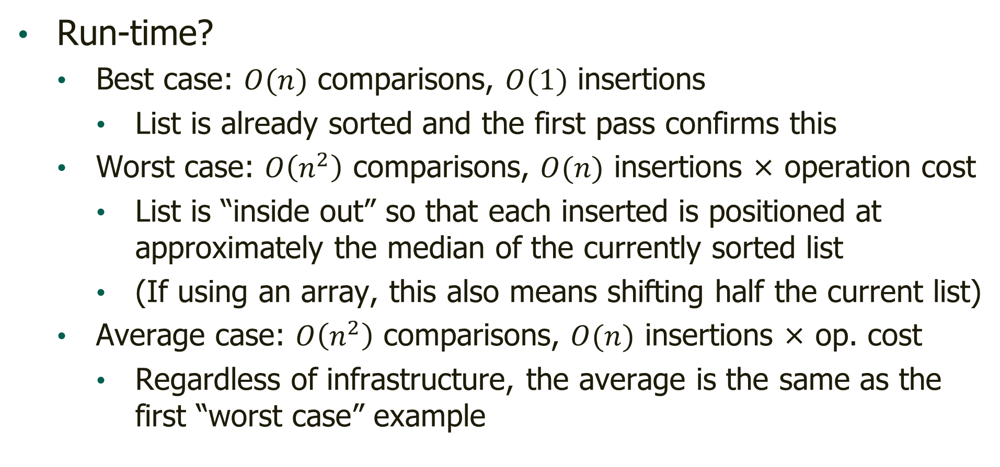 • Run-time?
• Best case: 𝑂(𝑛) comparisons, 𝑂(1) insertions
• List is already sorted and the first pass confirms this
• Worst case: 𝑂(𝑛²) comparisons, 𝑂(𝑛) insertions × operation cost
• List is “inside out” so that each inserted is positioned at
approximately the median of the currently sorted list
• (If using an array, this also means shifting half the current list)
• Average case: 𝑂(𝑛²) comparisons, 𝑂(𝑛) insertions × op. cost
• Regardless of infrastructure, the average is the same as the
first “worst case” example